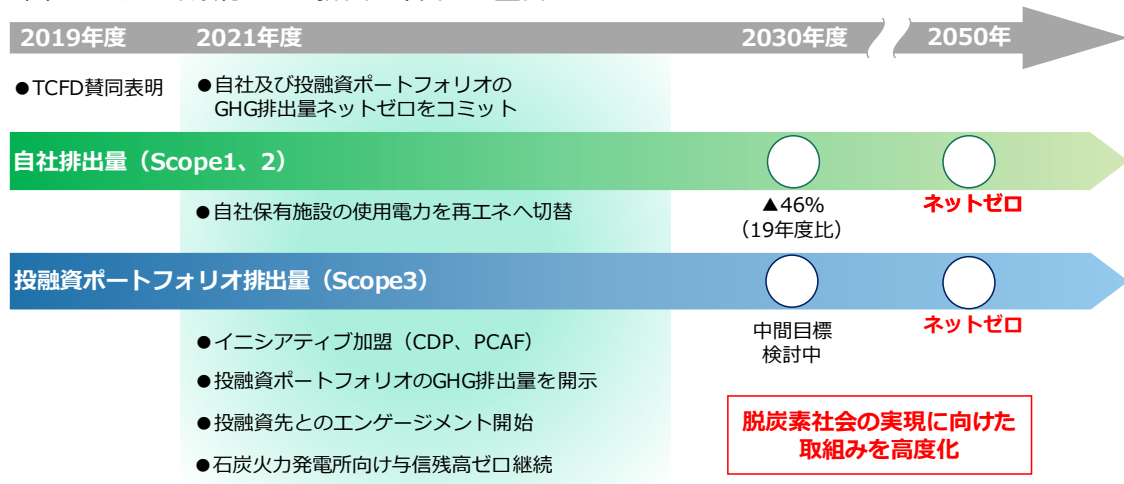 2019年度 2021年度 2030年度 2050年
●TCFD賛同表明
●自社及び投融資ポートフォリオの
GHG排出量ネットゼロをコミット
自社排出量（Scope1、2）
●自社保有施設の使用電力を再エネへ切替
▲46%
（19年度比）
ネットゼロ
投融資ポートフォリオ排出量（Scope3）
●イニシアティブ加盟（CDP、PCAF）
●投融資ポートフォリオのGHG排出量を開示
●投融資先とのエンゲージメント開始
●石炭火力発電所向け与信残高ゼロ継続
中間目標
検討中
ネットゼロ
脱炭素社会の実現に向けた
取組みを高度化